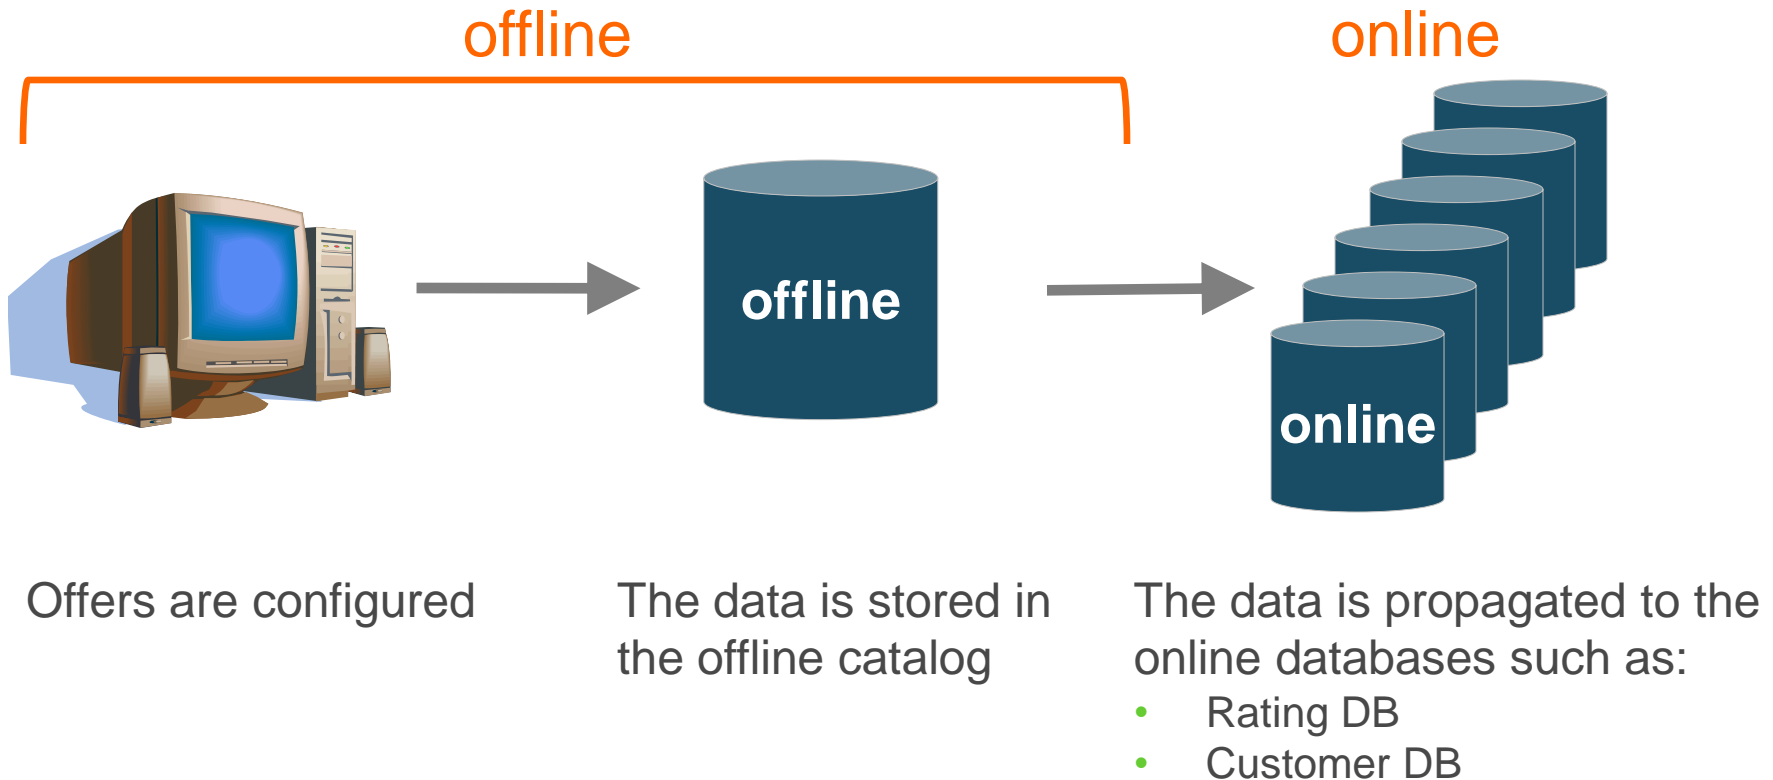 offline
online
offline
online
Offers are configured
The data is stored in
the offline catalog
The data is propagated to the
online databases such as:
• Rating DB
• Customer DB